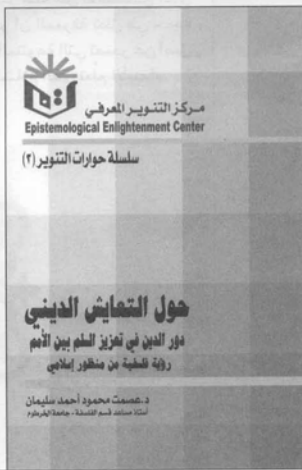 مركز التنوير المعرفي
Epistemological Enlightenment Center
سلسلة حوارات التنوير (٢)
حول التعايش الديني
دور الدين في تعزيز السلم بين الأمم
رؤية فلسفية من منظور إسلامي
د. عصمت محمود أحمد سليمان
أستاذ مساعد قسم الفلسفة - جامعة الخرطوم